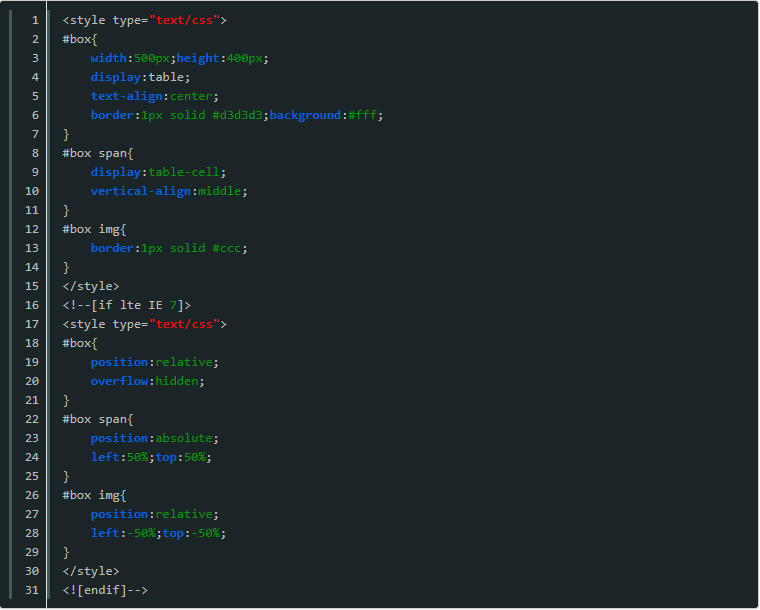 1 <style type="text/css">
2 #box{
3 width:500px;height:400px;
4 display:table;
5 text-align:center;
6 border:1px solid #d3d3d3;background:#fff;
7 }
8 #box span{
9 display:table-cell;
10 vertical-align:middle;
11 }
12 #box img{
13 border:1px solid #ccc;
14 }
15 </style>
16 <!--[if lte IE 7]>
17 <style type="text/css">
18 #box{
19 position:relative;
20 overflow:hidden;
21 }
22 #box span{
23 position:absolute;
24 left:50%;top:50%;
25 }
26 #box img{
27 position:relative;
28 left:-50%;top:-50%;
29 }
30 </style>
31 <![endif]-->